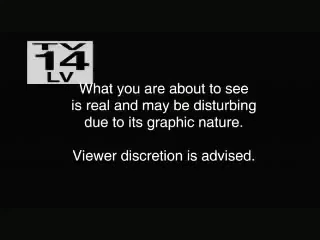 TV
14
LV
What you are about to see
is real and may be disturbing
due to its graphic nature.
Viewer discretion is advised.